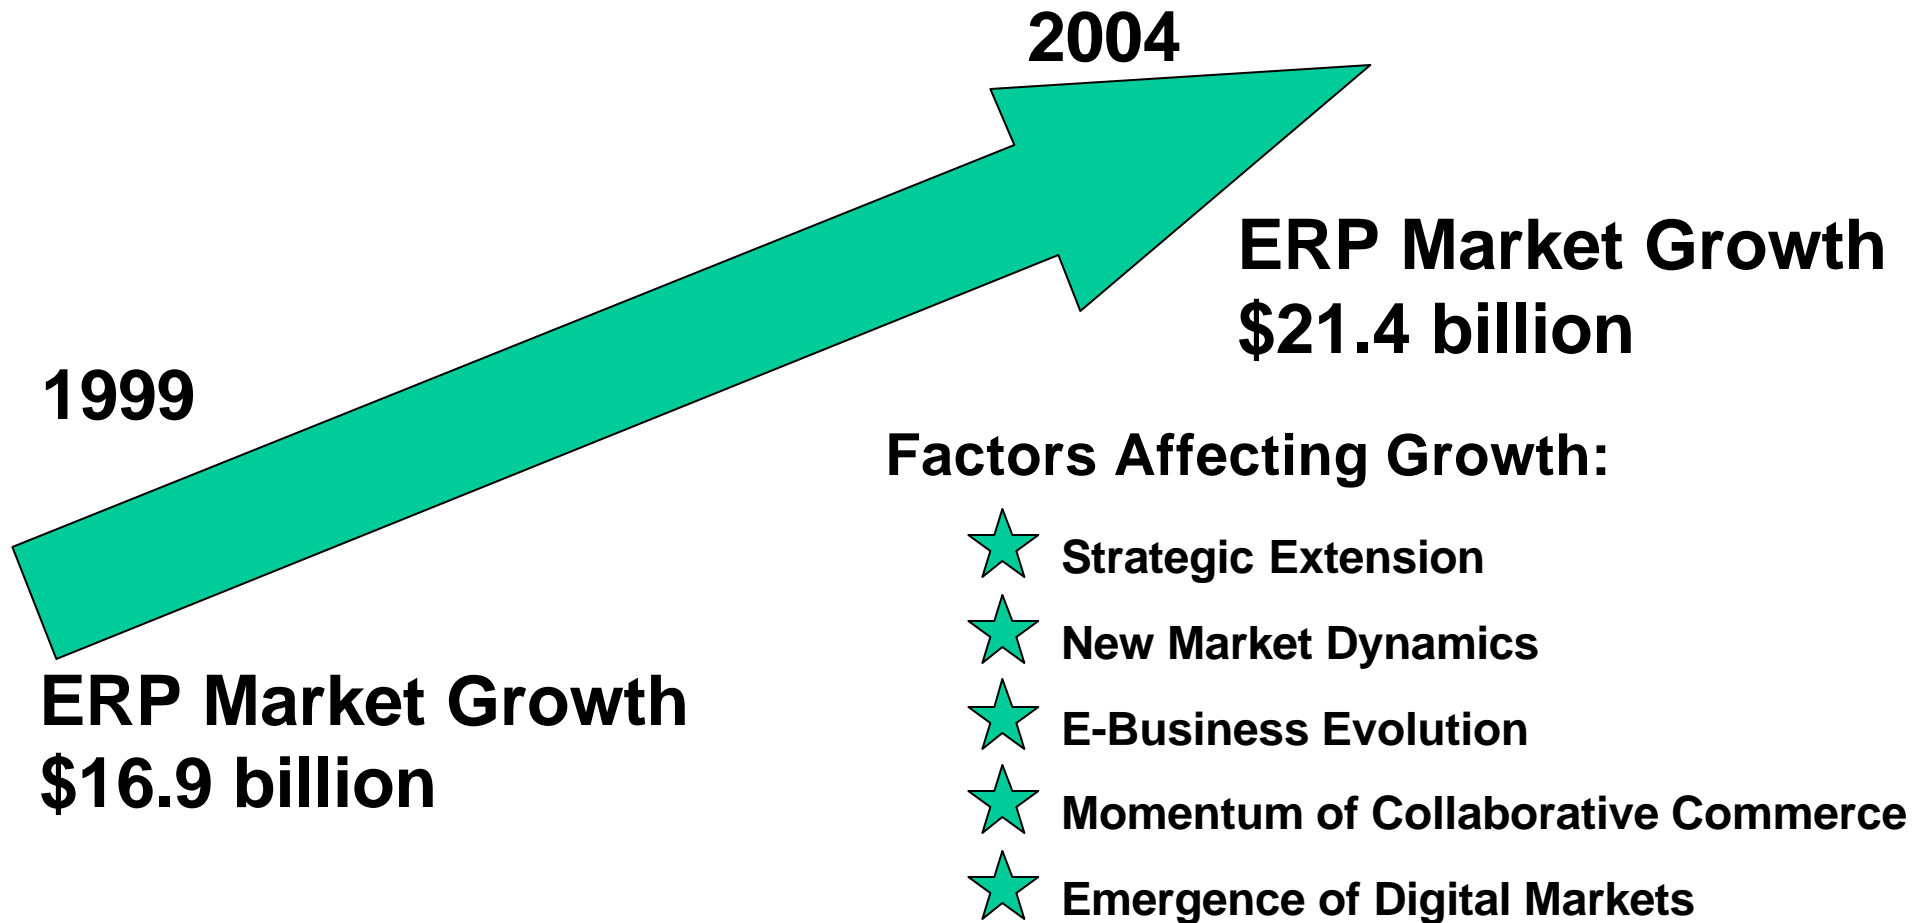 2004
ERP Market Growth
$21.4 billion
1999
ERP Market Growth
$16.9 billion
Factors Affecting Growth:
Strategic Extension
New Market Dynamics
E-Business Evolution
Momentum of Collaborative Commerce
Emergence of Digital Markets